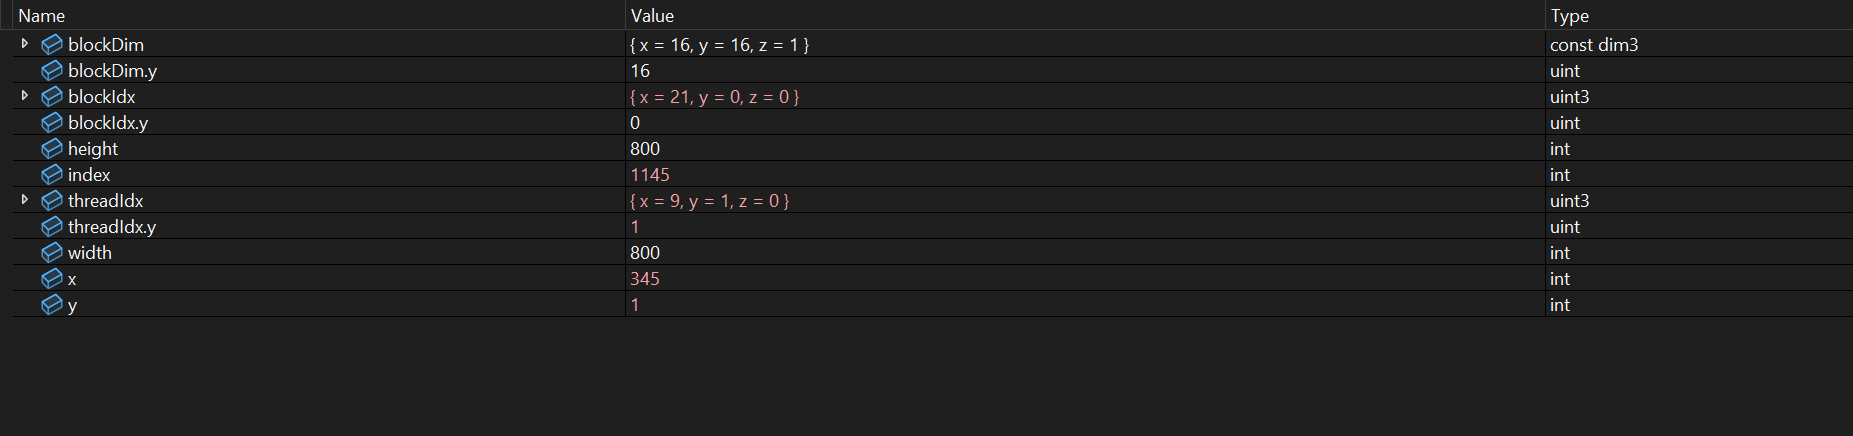 Name Value Type
blockDim { x = 16, y = 16, z = 1 } const dim3
blockDim.y 16 uint
blockIdx { x = 21, y = 0, z = 0 } uint3
blockIdx.y 0 uint
height 800 int
index 1145 int
threadIdx { x = 9, y = 1, z = 0 } uint3
threadIdx.y 1 uint
width 800 int
x 345 int
y 1 int